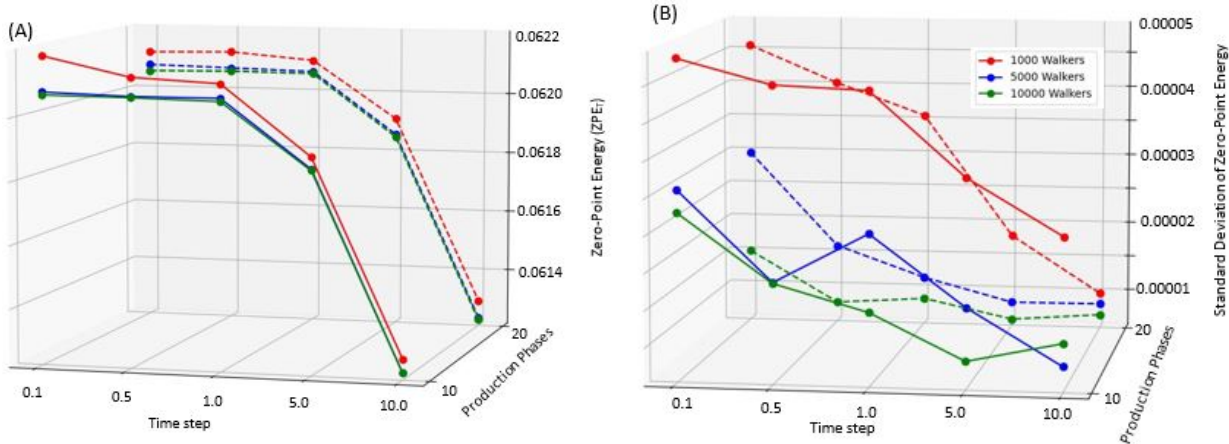 (A)
0.0622
0.0620
0.0618
0.0616
0.0614
Zero-Point Energy (ZPE_T)
20
10
Production Phases
0.1
0.5
1.0
5.0
10.0
Time step
(B)
1000 Walkers
5000 Walkers
10000 Walkers
0.00005
0.00004
0.00003
0.00002
0.00001
Standard Deviation of Zero-Point Energy
20
10
Production Phases
0.1
0.5
1.0
5.0
10.0
Time step